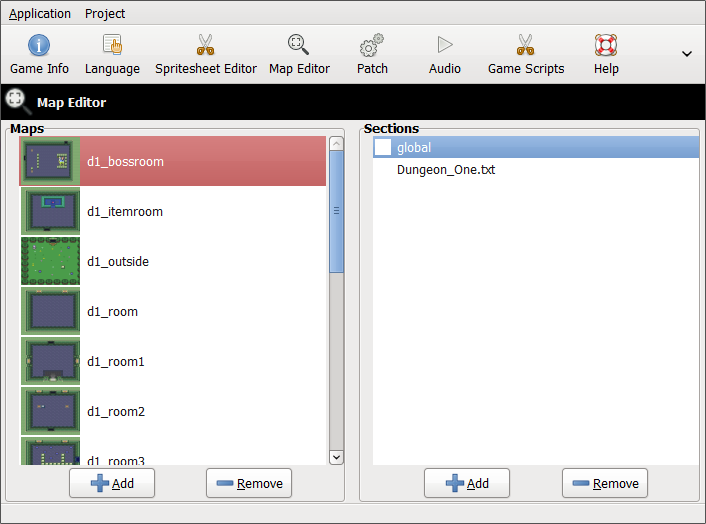 Application Project
Game Info Language Spritesheet Editor Map Editor Patch Audio Game Scripts Help
Map Editor
Maps
d1_bossroom
d1_itemroom
d1_outside
d1_room
d1_room1
d1_room2
d1_room3
Add Remove
Sections
global
Dungeon_One.txt
Add Remove